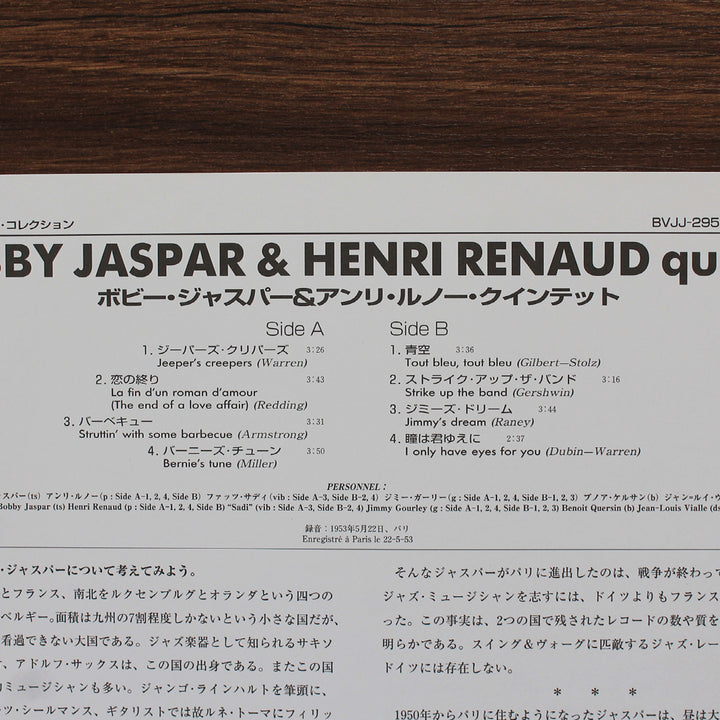 ・コレクション
BVJJ-295
BBY JASPAR & HENRI RENAUD qu
ボビー・ジャスパー&アンリ・ルノー・クインテット
Side A
1. ジーパーズ・クリパーズ 3:26
Jeeper's creepers (Warren)
2. 恋の終り 3:43
La fin d'un roman d'amour
(The end of a love affair) (Redding)
3. バーベキュー 3:31
Struttin' with some barbecue (Armstrong)
4. バーニーズ・チューン 3:50
Bernie's tune (Miller)
Side B
1. 青空 3:36
Tout bleu, tout bleu (Gilbert—Stolz)
2. ストライク・アップ・ザ・バンド 3:16
Strike up the band (Gershwin)
3. ジミーズ・ドリーム 3:44
Jimmy's dream (Raney)
4. 瞳は君ゆえに 2:37
I only have eyes for you (Dubin—Warren)
PERSONNEL:
スパー(ts) アンリ・ルノー(p : Side A-1, 2, 4, Side B) ファッツ・サディ(vib : Side A-3, Side B-2, 4) ジミー・ガーリー(g : Side A-1, 2, 4, Side B-1, 2, 3) ブノア・ケルサン(b) ジャン=ルイ・ヴ
Bobby Jaspar (ts) Henri Renaud (p : Side A-1, 2, 4, Side B) "Sadi" (vib : Side A-3, Side B-2, 4) Jimmy Gourley (g : Side A-1, 2, 4, Side B-1, 2, 3) Benoit Quersin (b) Jean-Louis Vialle (ds
録音：1953年5月22日、パリ
Enregistré à Paris le 22-5-53
・ジャスパーについて考えてみよう。
とフランス、南北をルクセンブルグとオランダという四つの
ベルギー。面積は九州の7割程度しかないという小さな国だが、
看過できない大国である。ジャズ楽器として知られるサキソ
、アドルフ・サックスは、この国の出身である。またこの国
ミュージシャンも多い。ジャンゴ・ラインハルトを筆頭に、
ツ・シールマンス、ギタリストでは故ルネ・トーマにフィリッ
そんなジャスパーがパリに進出したのは、戦争が終わって
ジャズ・ミュージシャンを志すには、ドイツよりもフランス
った。この事実は、2つの国で残されたレコードの数や質を
明らかである。スイング&ヴォーグに匹敵するジャズ・レー
ドイツには存在しない。
* * *
1950年からパリに住むようになったジャスパーは、昼は大